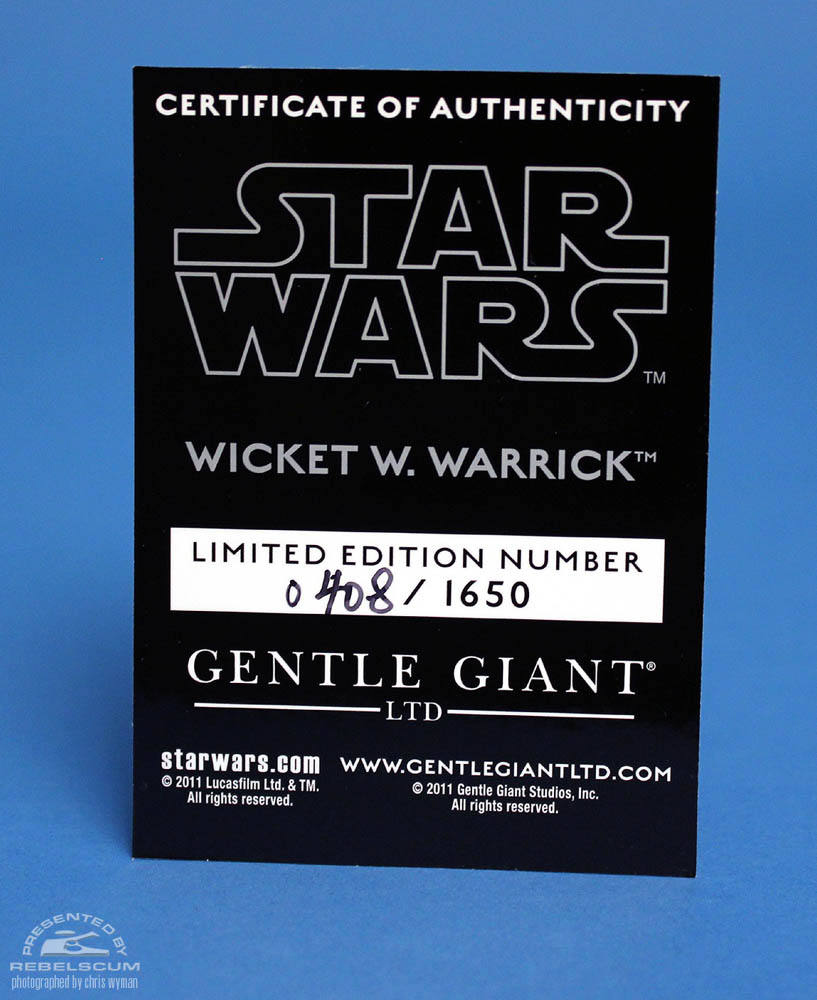 CERTIFICATE OF AUTHENTICITY
STAR
WARS
TM
WICKET W. WARRICK™
LIMITED EDITION NUMBER
0408 / 1650
GENTLE GIANT®
LTD
starwars.com
© 2011 Lucasfilm Ltd. & TM.
All rights reserved.
WWW.GENTLEGIANTLTD.COM
© 2011 Gentle Giant Studios, Inc.
All rights reserved.
PRESENTED BY
REBELSCUM
photographed by chris wyman